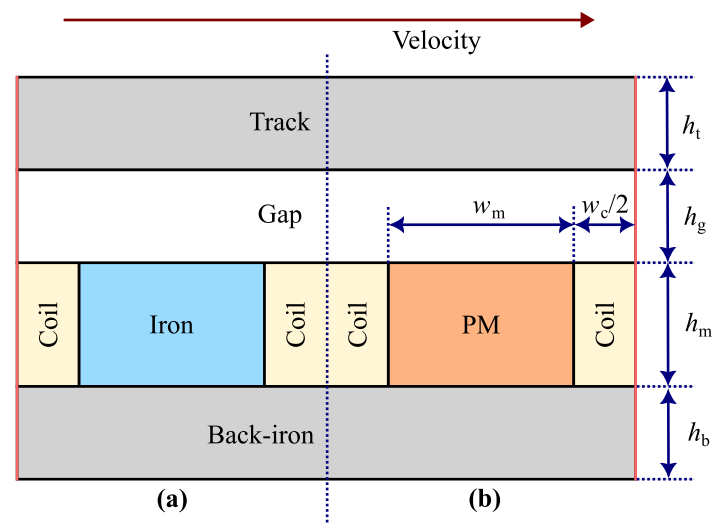 Velocity
Track
h_t
Gap
w_m
w_c/2
h_g
Coil
Iron
Coil
Coil
PM
Coil
h_m
Back-iron
h_b
(a)
(b)